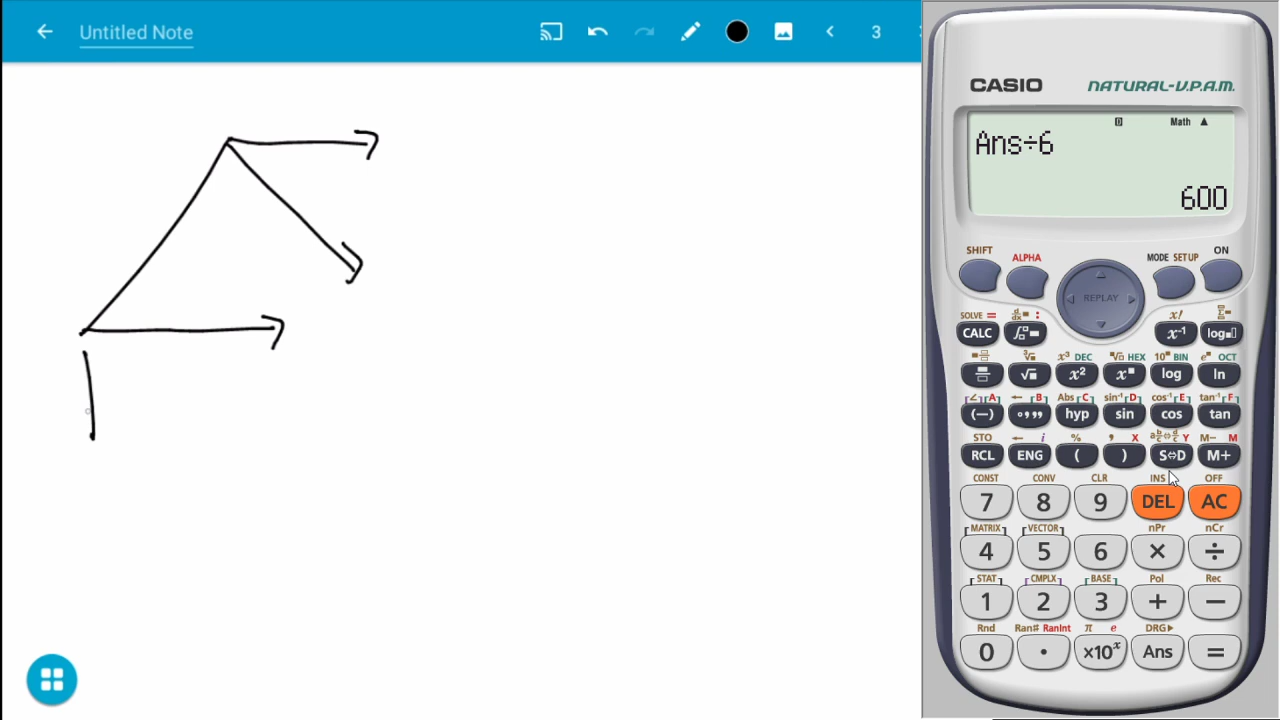 Untitled Note
3
CASIO
NATURAL-V.P.A.M.
D Math ▲
Ans÷6
600
SHIFT ALPHA MODE SETUP ON
SOLVE = d/dx : x! Σ
CALC ∫ x⁻¹ log
x³ DEC ³√ HEX 10 BIN e OCT
√ x² x log ln
∠ A ← B Abs C sin⁻¹ D cos⁻¹ E tan⁻¹ F
(−) °,,, hyp sin cos tan
STO ← i % , X a b/c⇔d/c Y M− M
RCL ENG ( ) S⇔D M+
CONST CONV CLR INS OFF
7 8 9 DEL AC
MATRIX VECTOR nPr nCr
4 5 6 × ÷
STAT CMPLX BASE Pol Rec
1 2 3 + −
Rnd Ran# RanInt π e DRG▶
0 . ×10ˣ Ans =